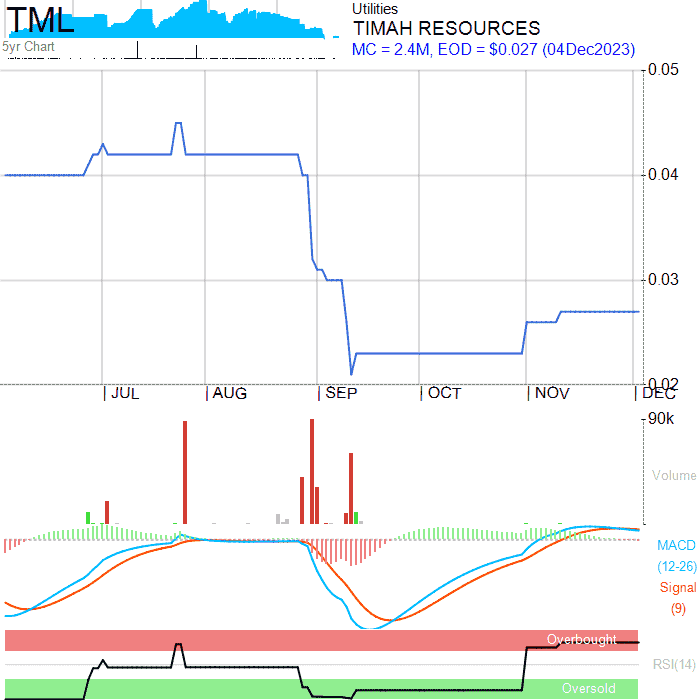 TML
Utilities
TIMAH RESOURCES
MC = 2.4M, EOD = $0.027 (04Dec2023)
5yr Chart
0.05
0.04
0.03
0.02
JUL AUG SEP OCT NOV DEC
90k
Volume
MACD
(12-26)
Signal
(9)
Overbought
RSI(14)
Oversold